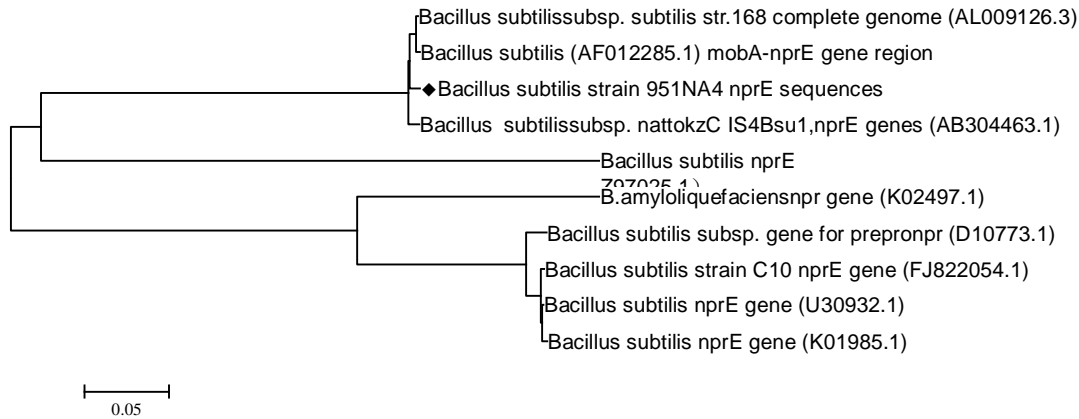 Bacillus subtilissubsp. subtilis str.168 complete genome (AL009126.3)
Bacillus subtilis (AF012285.1) mobA-nprE gene region
◆Bacillus subtilis strain 951NA4 nprE sequences
Bacillus subtilissubsp. nattokzC IS4Bsu1,nprE genes (AB304463.1)
Bacillus subtilis nprE
B.amyloliquefaciensnpr gene (K02497.1)
Bacillus subtilis subsp. gene for prepronpr (D10773.1)
Bacillus subtilis strain C10 nprE gene (FJ822054.1)
Bacillus subtilis nprE gene (U30932.1)
Bacillus subtilis nprE gene (K01985.1)
0.05